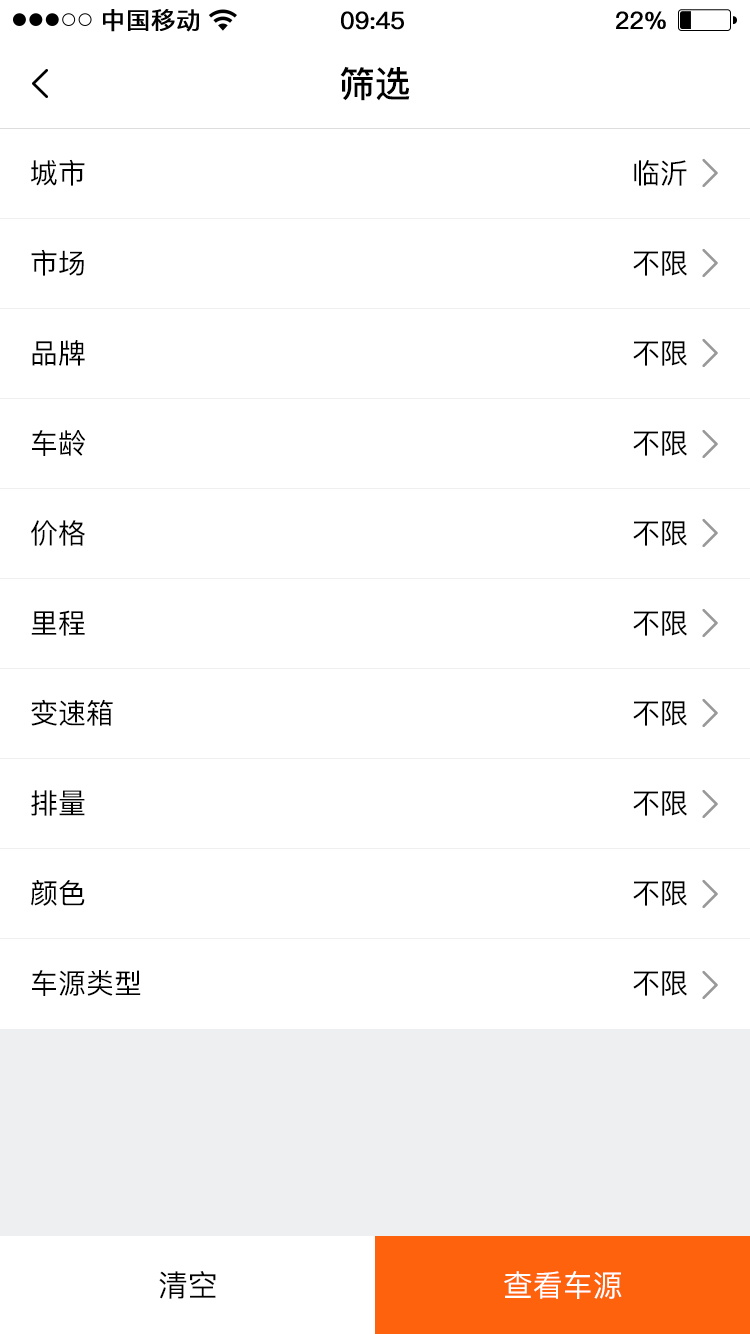 中国移动 09:45 22%
筛选
城市 临沂
市场 不限
品牌 不限
车龄 不限
价格 不限
里程 不限
变速箱 不限
排量 不限
颜色 不限
车源类型 不限
清空 查看车源